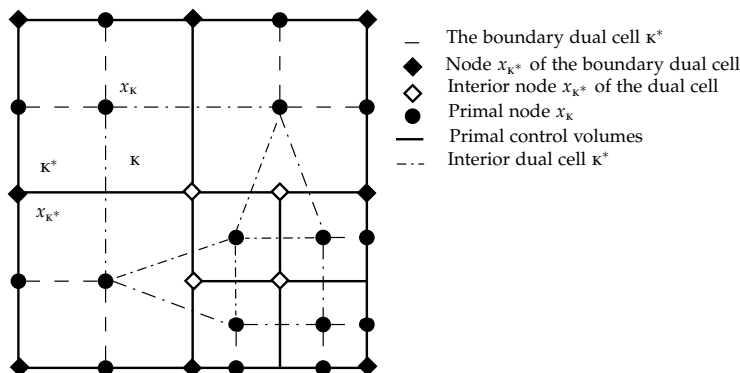 x_κ
κ* κ
x_κ*
The boundary dual cell κ*
Node x_κ* of the boundary dual cell
Interior node x_κ* of the dual cell
Primal node x_κ
Primal control volumes
Interior dual cell κ*